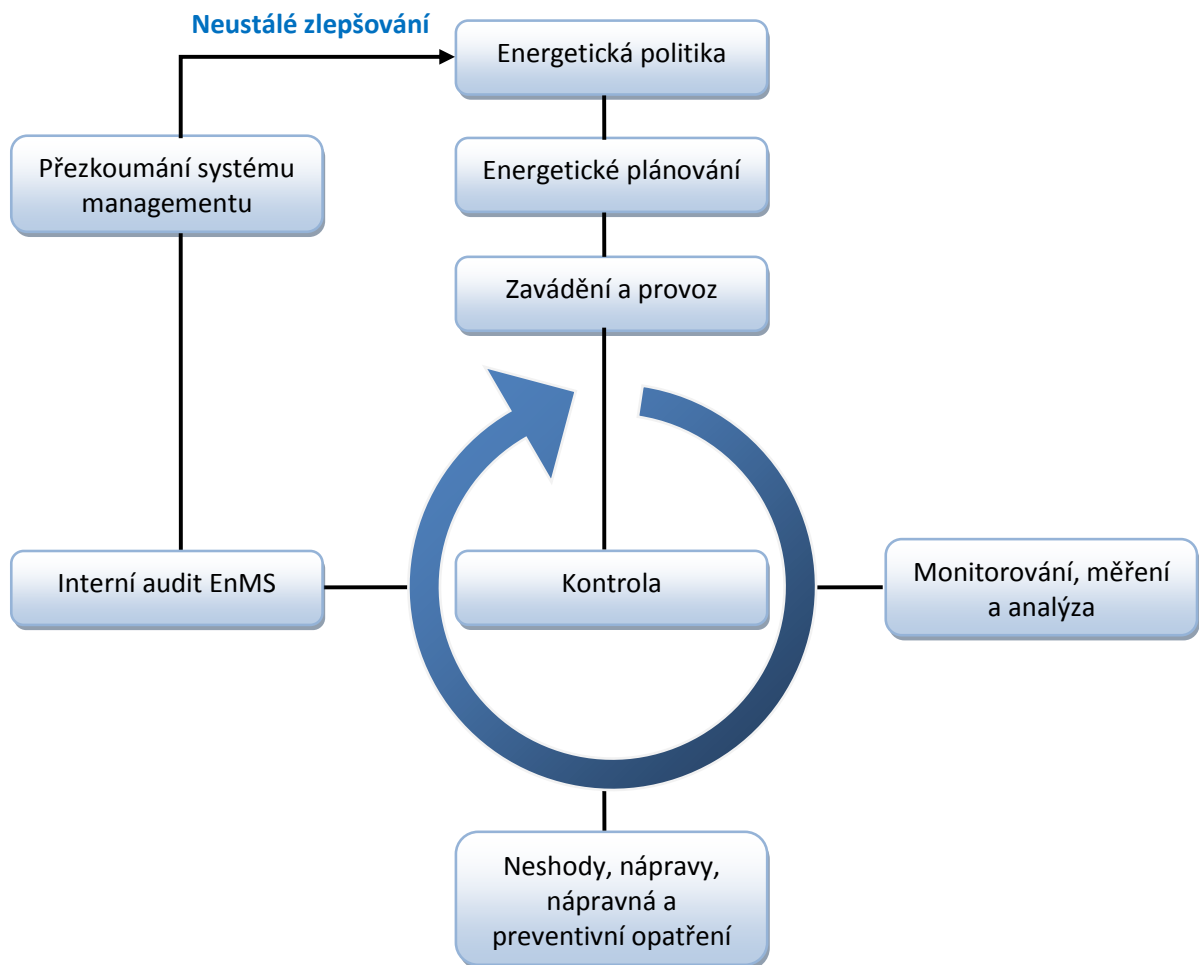 Neustálé zlepšování
Energetická politika
Přezkoumání systému
managementu
Energetické plánování
Zavádění a provoz
Interní audit EnMS
Kontrola
Monitorování, měření
a analýza
Neshody, nápravy,
nápravná a
preventivní opatření